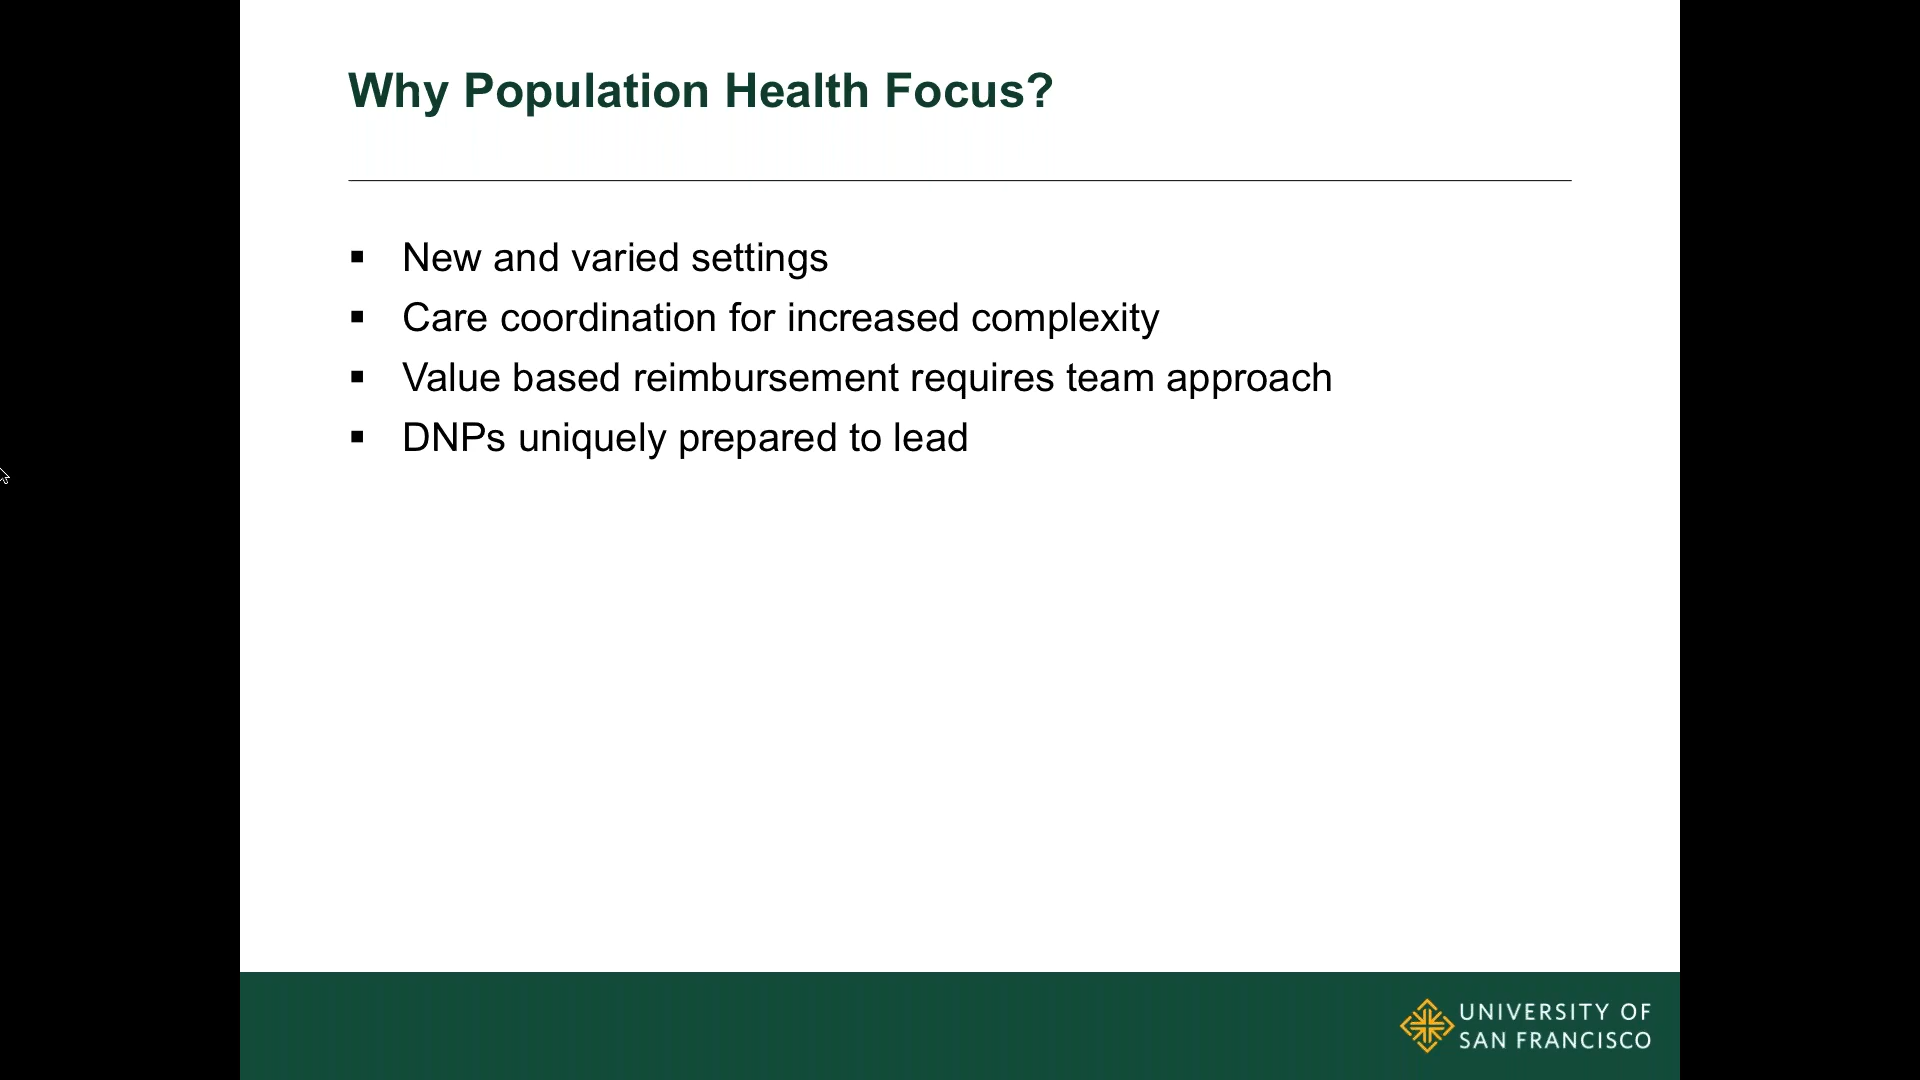 Why Population Health Focus?
▪ New and varied settings
▪ Care coordination for increased complexity
▪ Value based reimbursement requires team approach
▪ DNPs uniquely prepared to lead
UNIVERSITY OF
SAN FRANCISCO